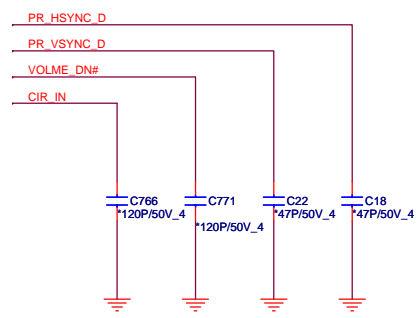 PR_HSYNC_D
PR_VSYNC_D
VOLME_DN#
CIR_IN
C766 C771 C22 C18
*120P/50V_4 *120P/50V_4 *47P/50V_4 *47P/50V_4